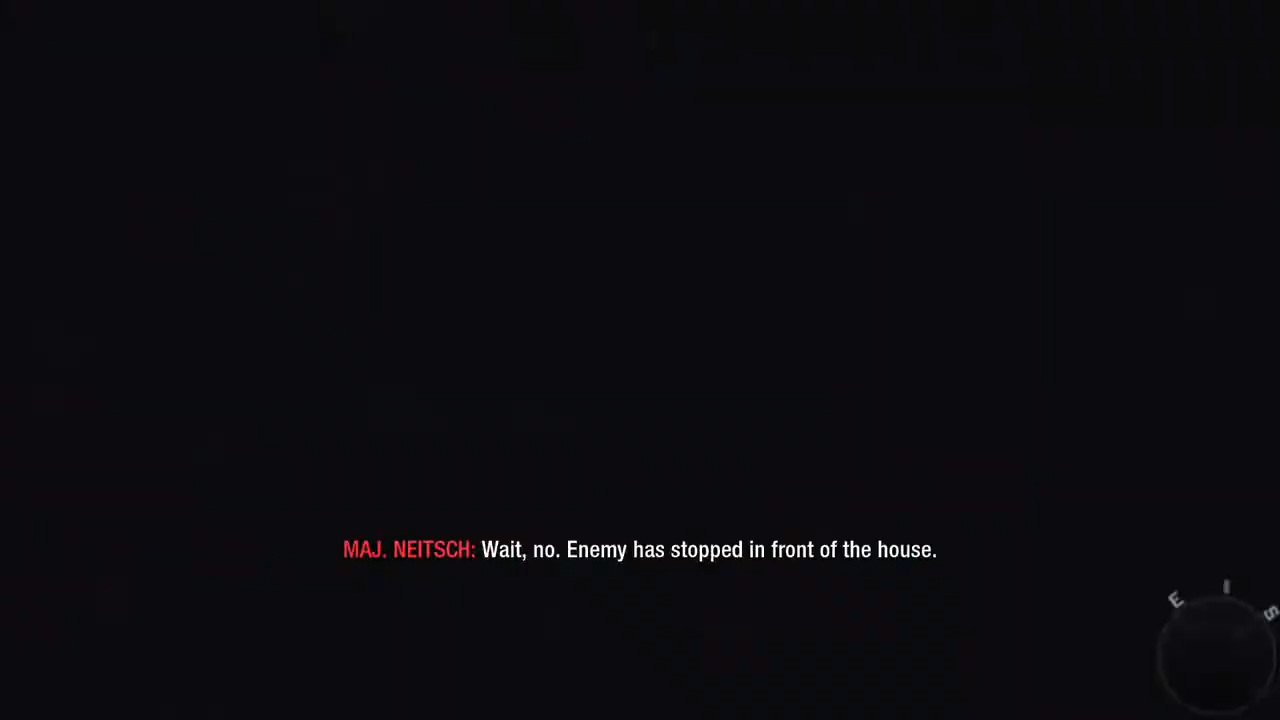 MAJ. NEITSCH: Wait, no. Enemy has stopped in front of the house.
E I S